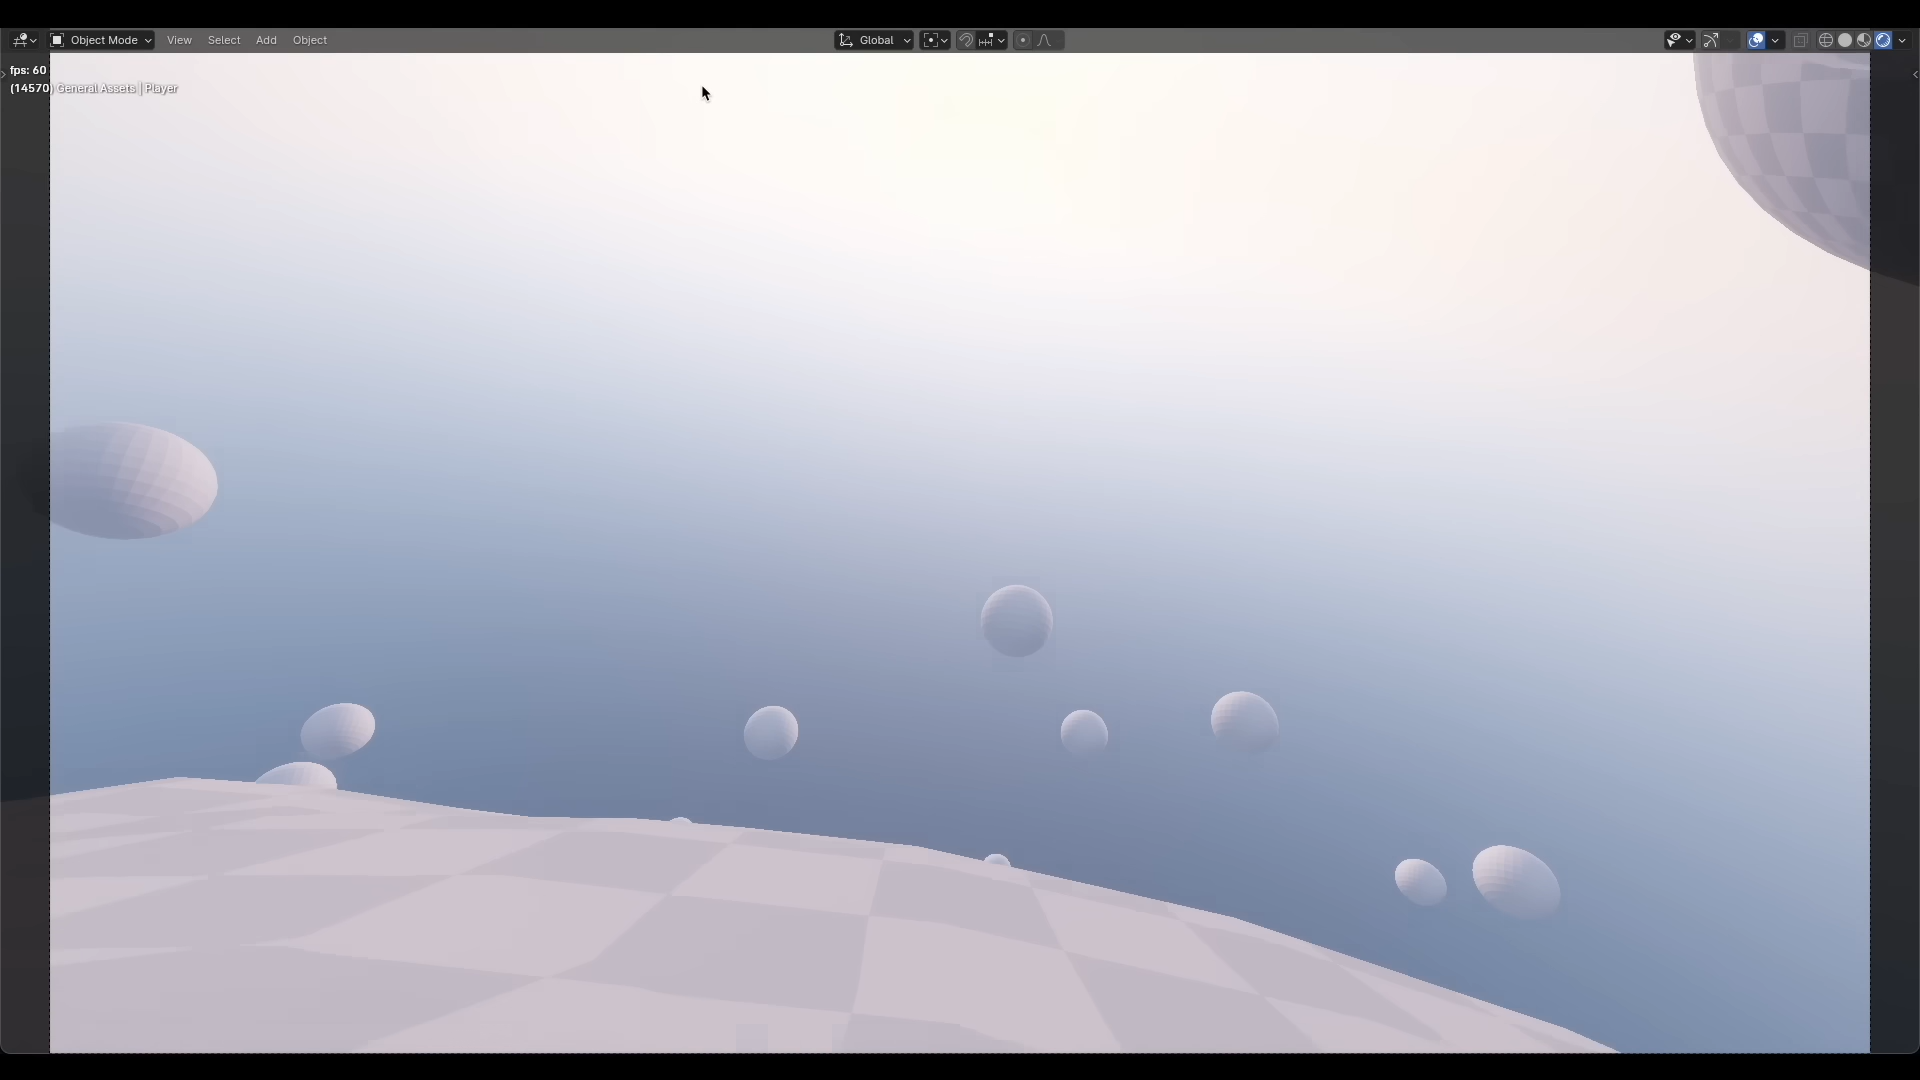 Object Mode View Select Add Object Global
fps: 60
(14570) General Assets | Player